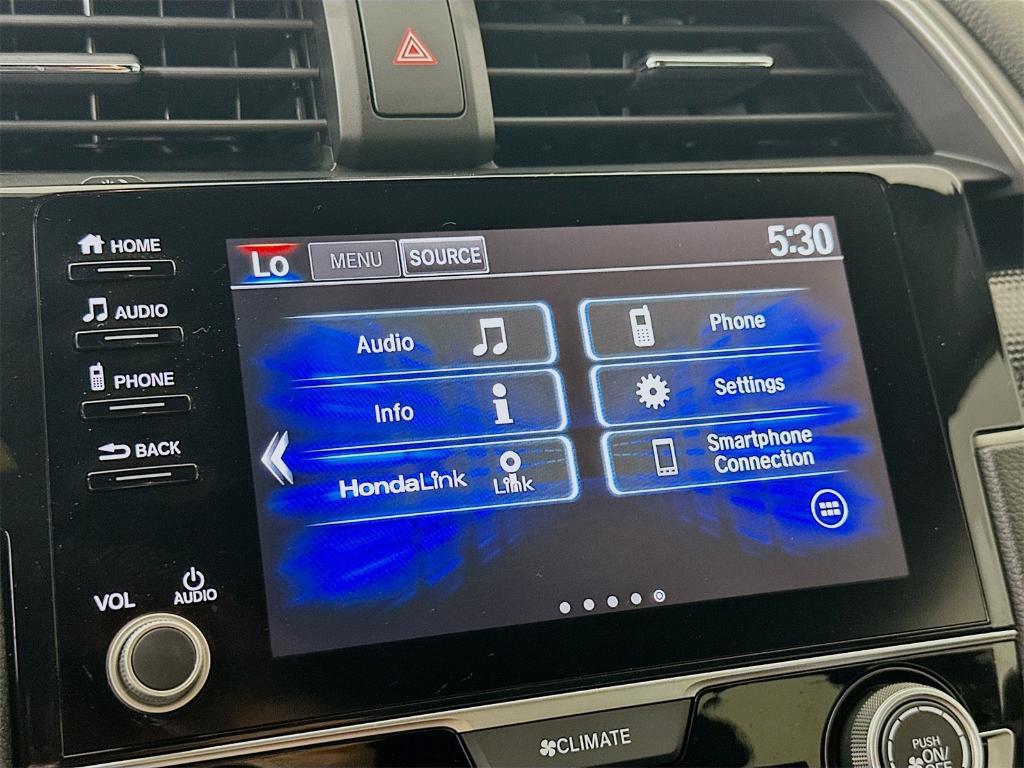 HOME
AUDIO
PHONE
BACK
VOL
AUDIO
Lo
MENU
SOURCE
5:30
Audio
Phone
Info
Settings
HondaLink
Link
Smartphone
Connection
CLIMATE
PUSH
ON/
OFF